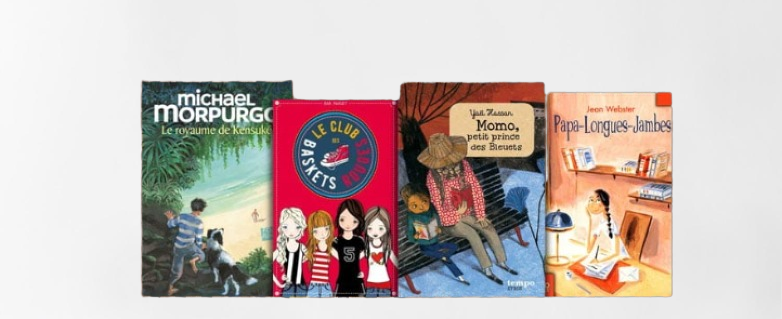 michael
MORPURGO
Le royaume de Kensuké
LE CLUB
DES
BASKETS
ROUGES
5
Yaël Hassan
Momo,
petit prince
des Bleuets
tempo
Jean Webster
Papa-Longues-Jambes